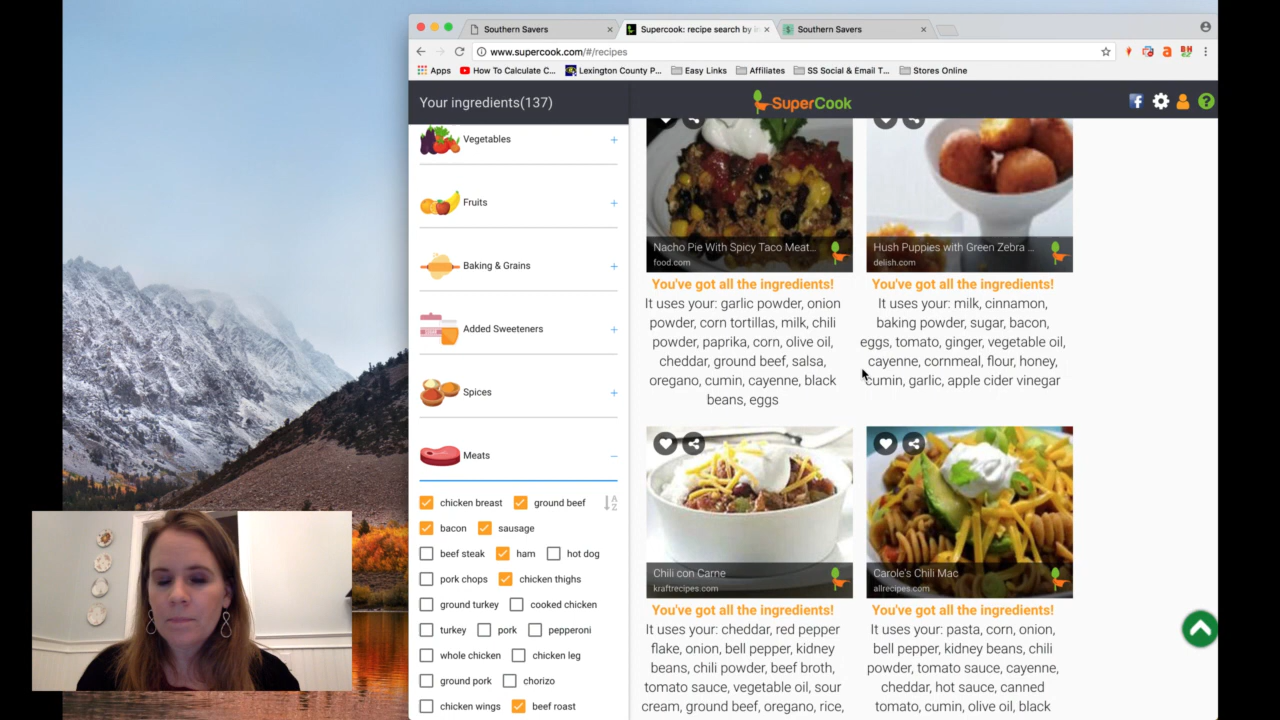 Southern Savers
Supercook: recipe search by
Southern Savers
www.supercook.com/#/recipes
Apps
How To Calculate C...
Lexington County P...
Easy Links
Affiliates
SS Social & Email T...
Stores Online
Your ingredients(137)
SuperCook
Vegetables
Fruits
Baking & Grains
Added Sweeteners
Spices
Meats
chicken breast
ground beef
bacon
sausage
beef steak
ham
hot dog
pork chops
chicken thighs
ground turkey
cooked chicken
turkey
pork
pepperoni
whole chicken
chicken leg
ground pork
chorizo
chicken wings
beef roast
Nacho Pie With Spicy Taco Meat...
food.com
You've got all the ingredients!
It uses your: garlic powder, onion
powder, corn tortillas, milk, chili
powder, paprika, corn, olive oil,
cheddar, ground beef, salsa,
oregano, cumin, cayenne, black
beans, eggs
Hush Puppies with Green Zebra ...
delish.com
You've got all the ingredients!
It uses your: milk, cinnamon,
baking powder, sugar, bacon,
eggs, tomato, ginger, vegetable oil,
cayenne, cornmeal, flour, honey,
cumin, garlic, apple cider vinegar
Chili con Carne
kraftrecipes.com
You've got all the ingredients!
It uses your: cheddar, red pepper
flake, onion, bell pepper, kidney
beans, chili powder, beef broth,
tomato sauce, vegetable oil, sour
cream, ground beef, oregano, rice,
Carole's Chili Mac
allrecipes.com
You've got all the ingredients!
It uses your: pasta, corn, onion,
bell pepper, kidney beans, chili
powder, tomato sauce, cayenne,
cheddar, hot sauce, canned
tomato, cumin, olive oil, black